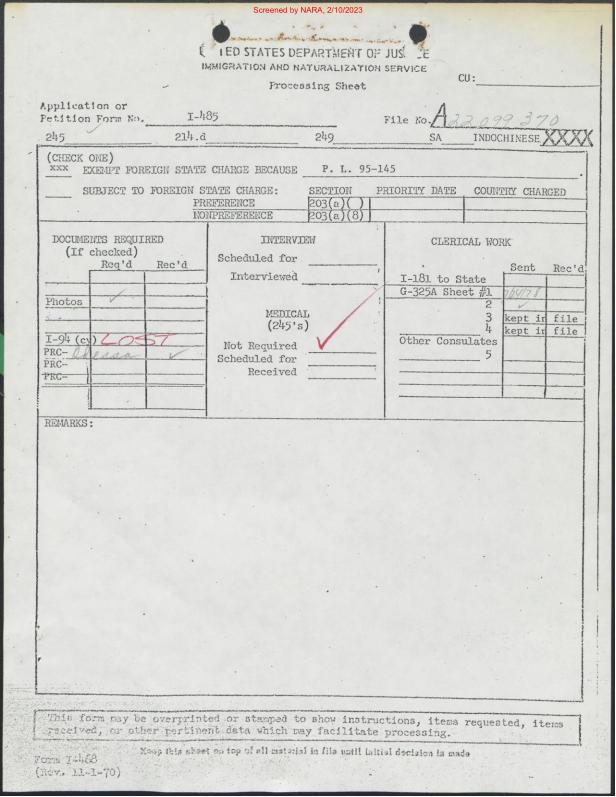 Screened by NARA, 2/10/2023
UNITED STATES DEPARTMENT OF JUSTICE
IMMIGRATION AND NATURALIZATION SERVICE
Processing Sheet
CU:
Application or
Petition Form No. I-485
File No. A22 099 370
245 214.d 249 SA INDOCHINESE XXXX
(CHECK ONE)
xxx EXEMPT FOREIGN STATE CHARGE BECAUSE P. L. 95-145
SUBJECT TO FOREIGN STATE CHARGE: SECTION PRIORITY DATE COUNTRY CHARGED
PREFERENCE 203(a)( )
NONPREFERENCE 203(a)(8)
DOCUMENTS REQUIRED
(If checked)
Req'd Rec'd
Photos ✓
I-94 (cy) LOST
PRC- ✓
PRC-
PRC-
INTERVIEW
Scheduled for
Interviewed
MEDICAL
(245's)
Not Required ✓
Scheduled for
Received
CLERICAL WORK
Sent Rec'd
I-181 to State
G-325A Sheet #1
2 ✓
3 kept in file
4 kept in file
Other Consulates
5
REMARKS:
This form may be overprinted or stamped to show instructions, items requested, items
received, or other pertinent data which may facilitate processing.
Keep this sheet on top of all material in file until initial decision is made
Form I-468
(Rev. 11-1-70)